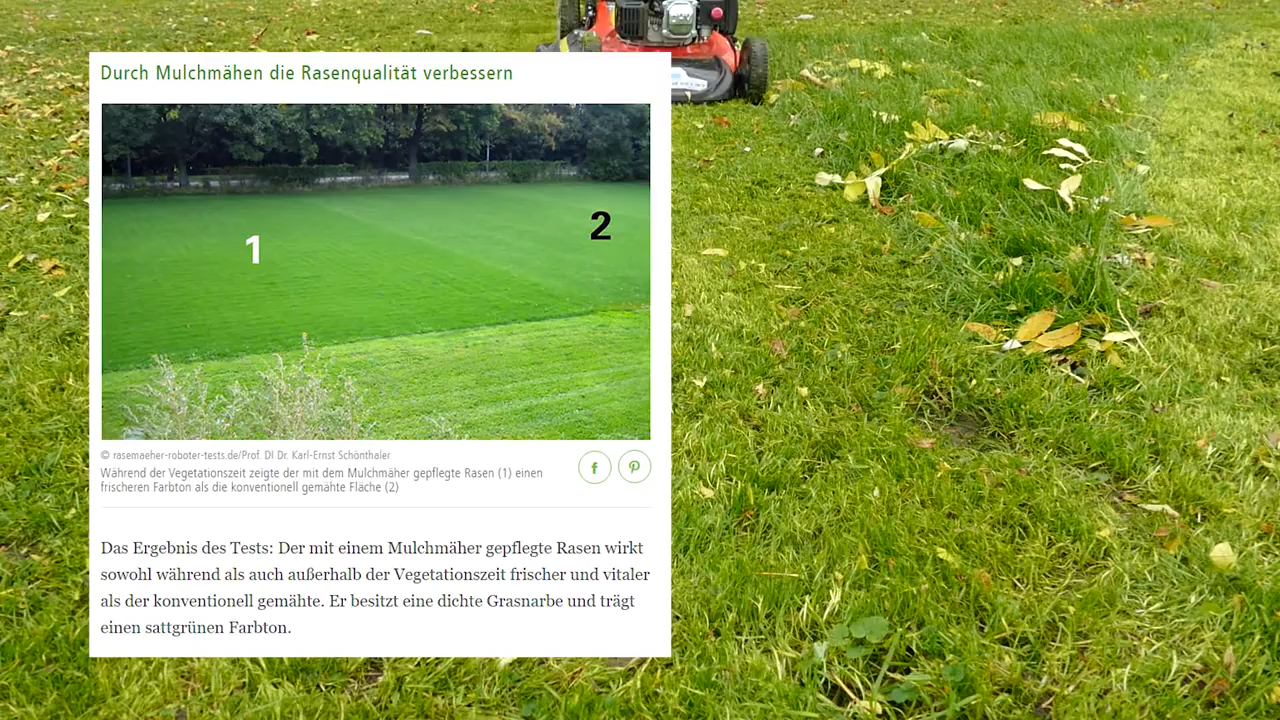 Durch Mulchmähen die Rasenqualität verbessern
1
2
© rasemaeher-roboter-tests.de/Prof. DI Dr. Karl-Ernst Schönthaler
Während der Vegetationszeit zeigte der mit dem Mulchmäher gepflegte Rasen (1) einen
frischeren Farbton als die konventionell gemähte Fläche (2)
Das Ergebnis des Tests: Der mit einem Mulchmäher gepflegte Rasen wirkt
sowohl während als auch außerhalb der Vegetationszeit frischer und vitaler
als der konventionell gemähte. Er besitzt eine dichte Grasnarbe und trägt
einen sattgrünen Farbton.